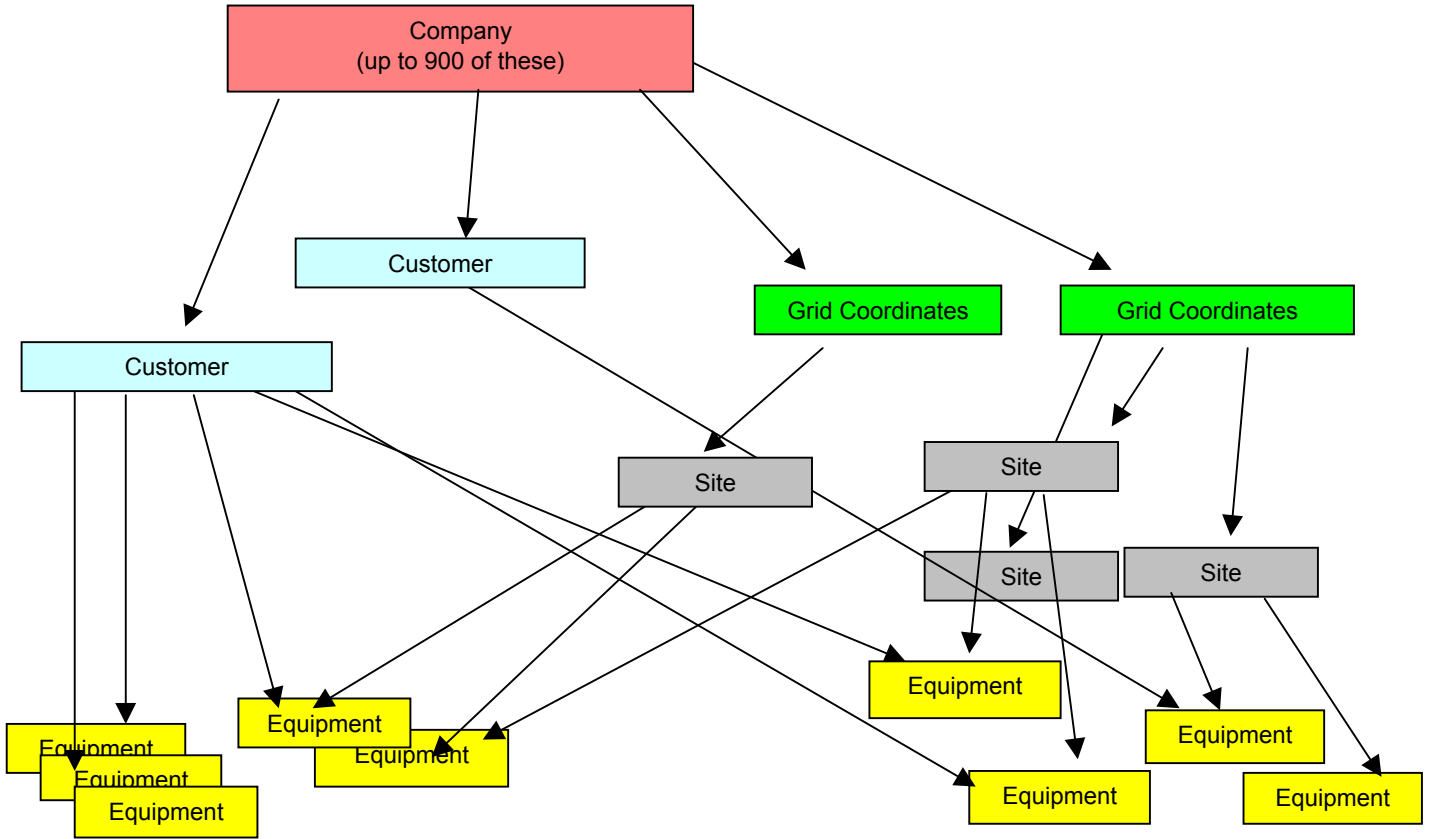 Company
(up to 900 of these)
Customer
Grid Coordinates
Grid Coordinates
Customer
Site
Site
Site
Site
Equipment
Equipment
Equipment
Equipment
Equipment
Equipment
Equipment
Equipment
Equipment